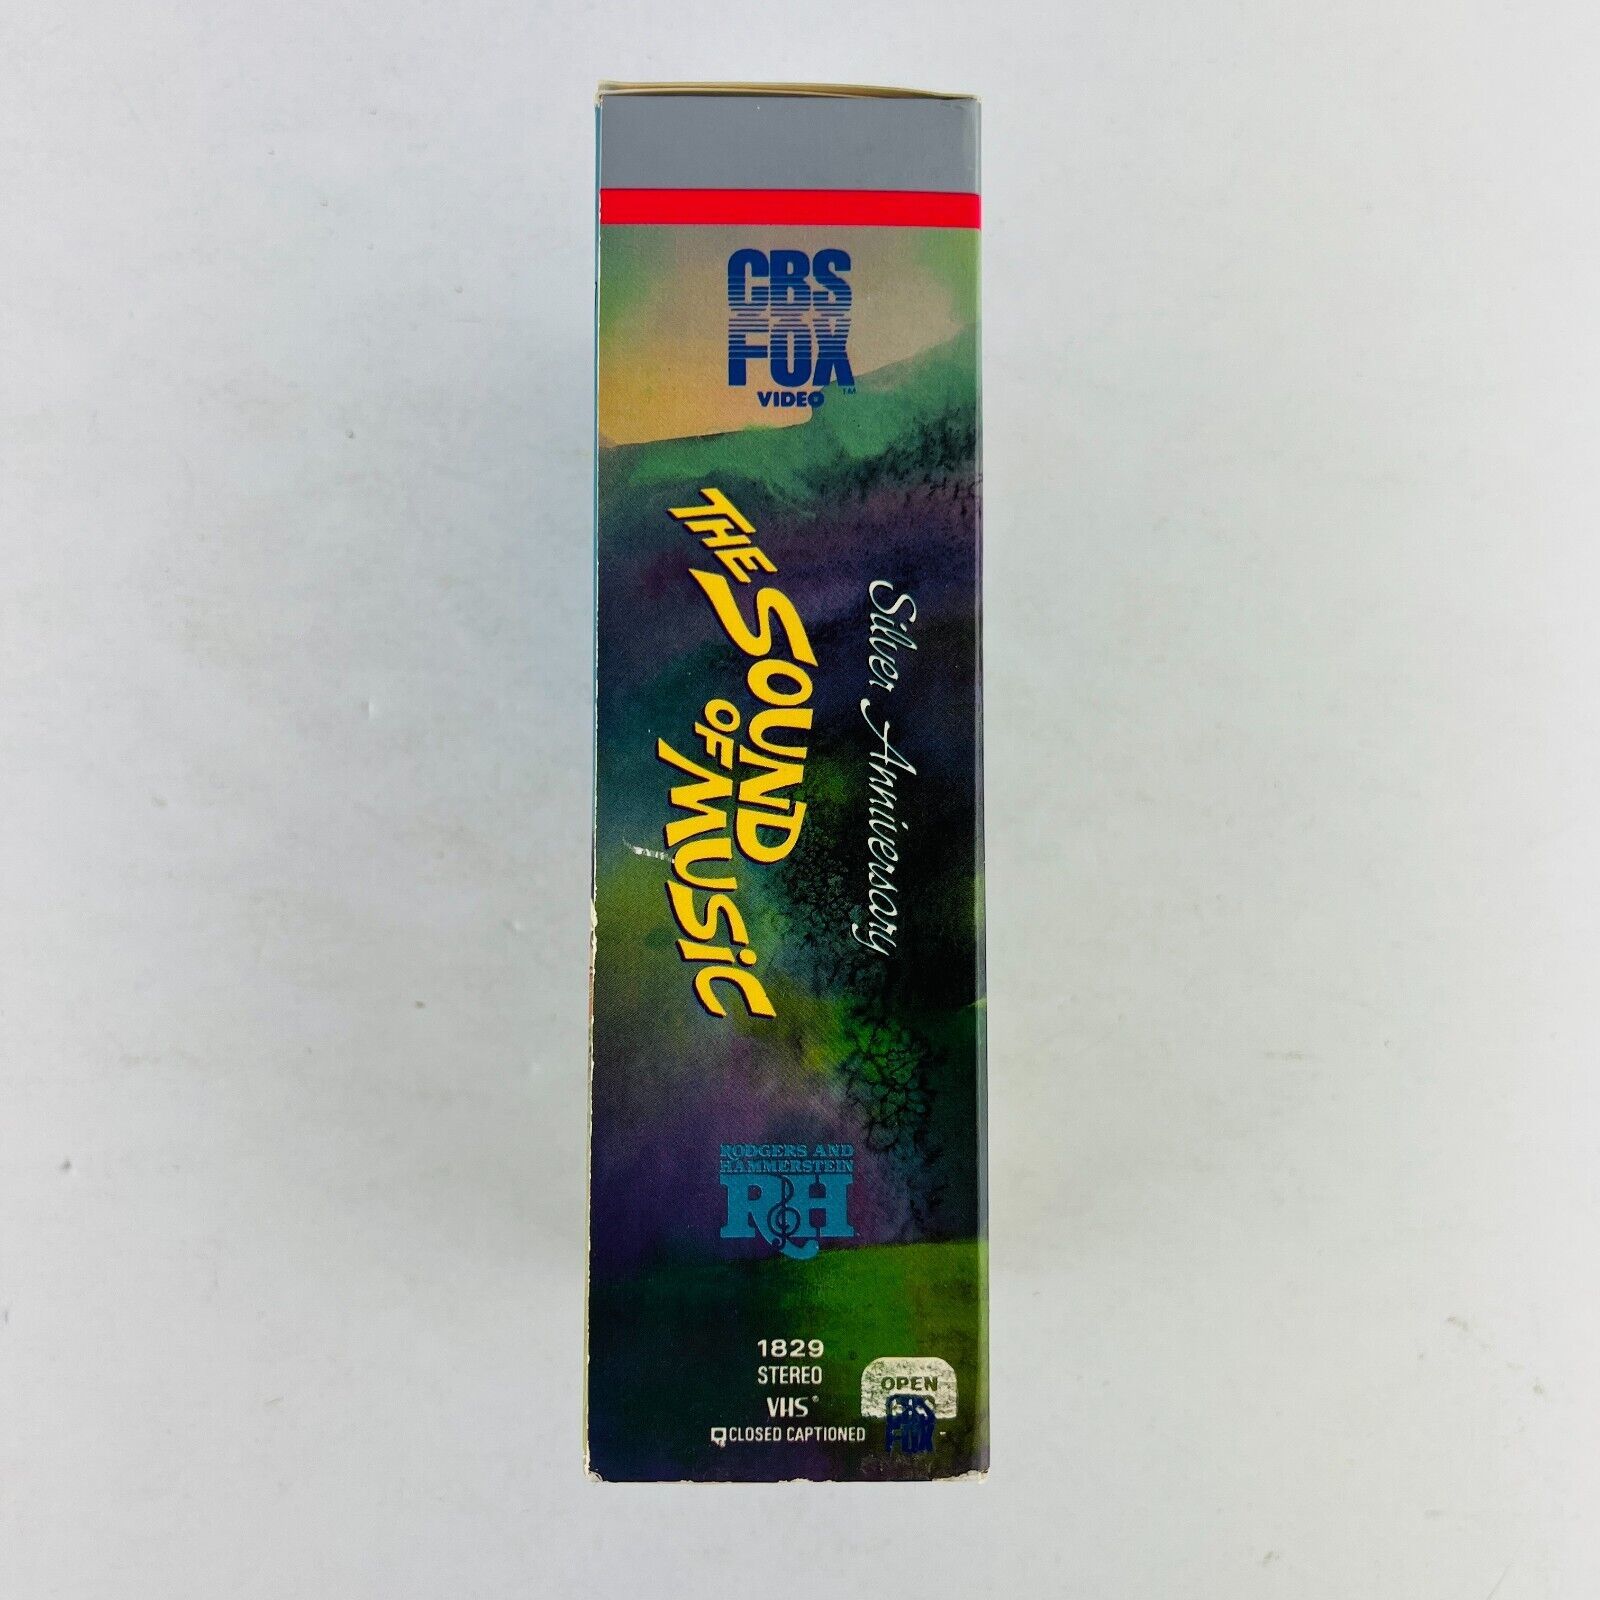 CBS
FOX
VIDEO™
THE SOUND
OF MUSiC
Silver Anniversary
RODGERS AND
HAMMERSTEIN
R&H
1829
STEREO
VHS®
CLOSED CAPTIONED
OPEN
CBS
FOX